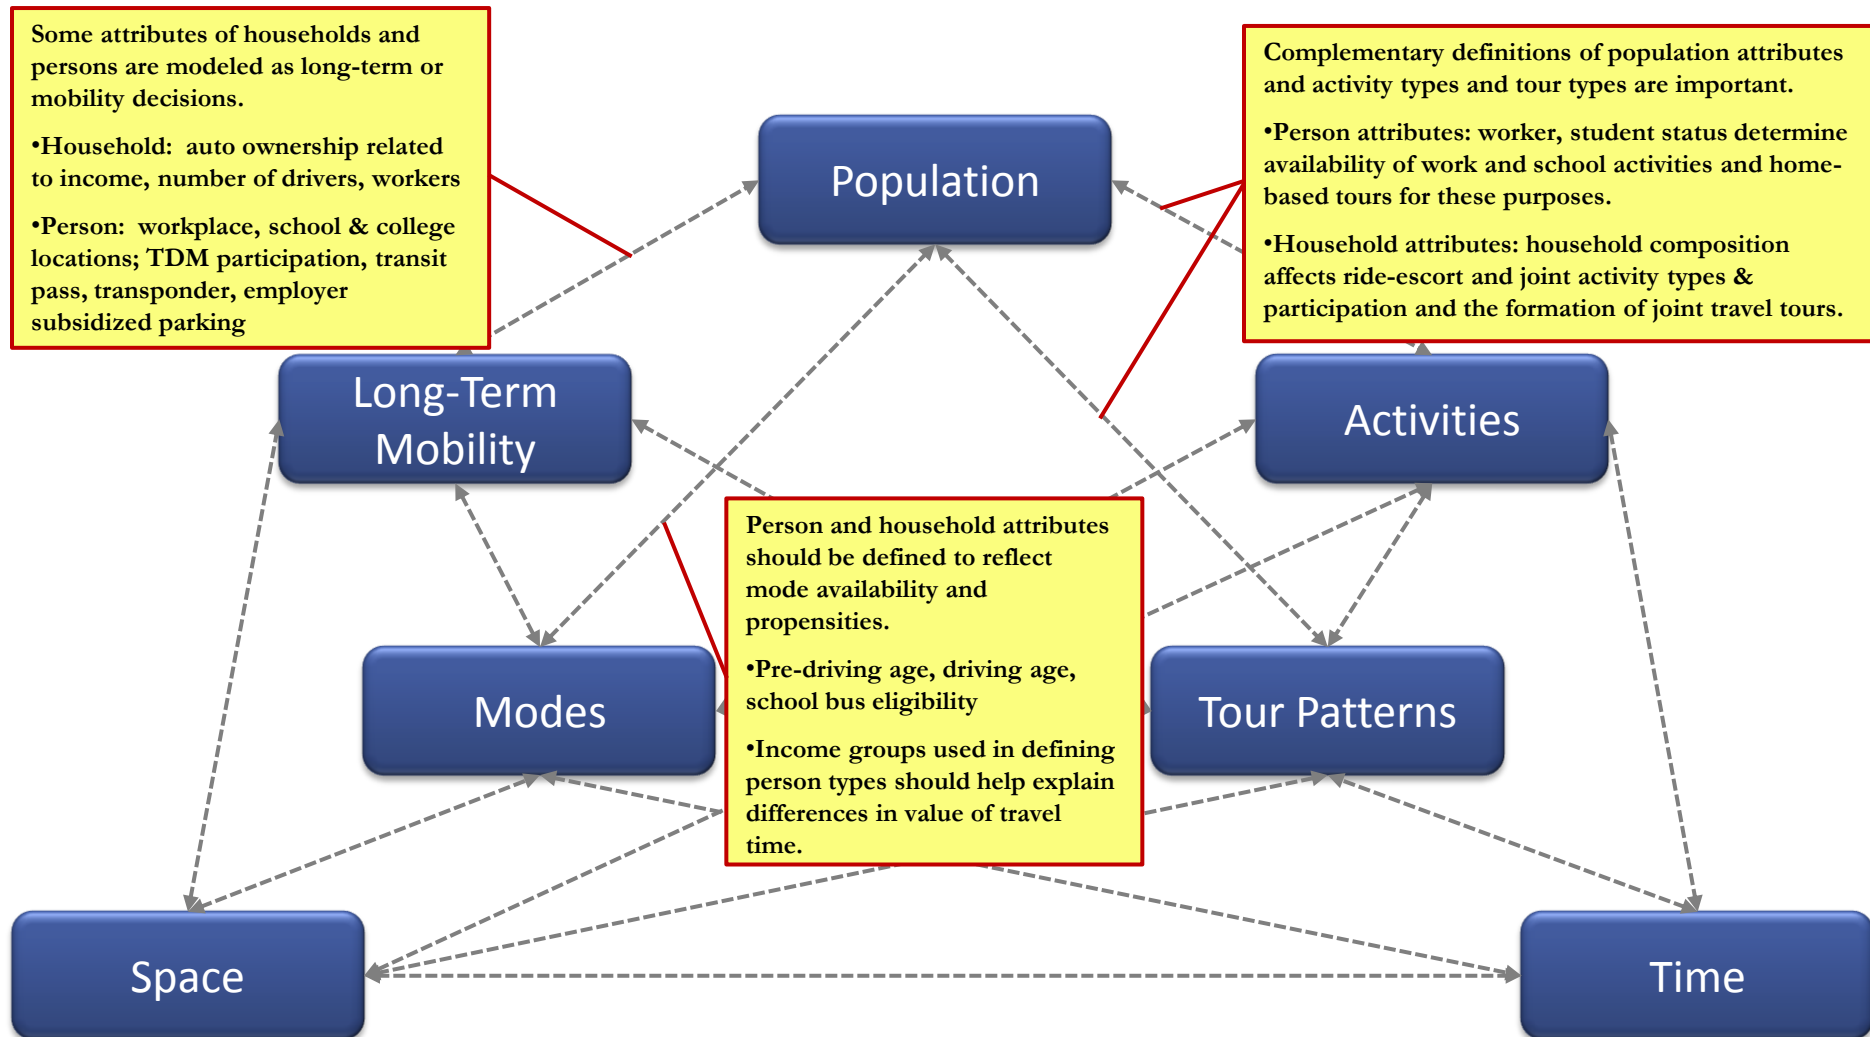 Some attributes of households and
persons are modeled as long-term or
mobility decisions.
•Household:  auto ownership related
to income, number of drivers, workers
•Person:  workplace, school & college
locations; TDM participation, transit
pass, transponder, employer
subsidized parking
Complementary definitions of population attributes
and activity types and tour types are important.
•Person attributes: worker, student status determine
availability of work and school activities and home-
based tours for these purposes.
•Household attributes: household composition
affects ride-escort and joint activity types &
participation and the formation of joint travel tours.
Population
Long-Term
Mobility
Activities
Person and household attributes
should be defined to reflect
mode availability and
propensities.
•Pre-driving age, driving age,
school bus eligibility
•Income groups used in defining
person types should help explain
differences in value of travel
time.
Modes
Tour Patterns
Space
Time